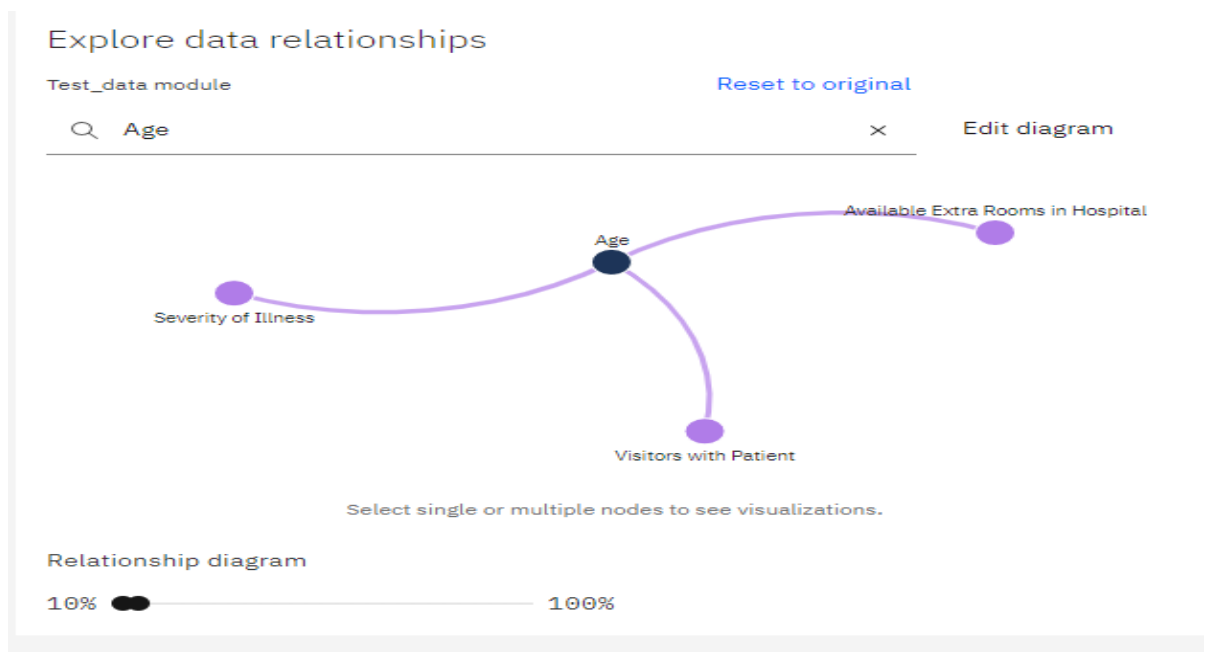 Explore data relationships
Test_data module
Reset to original
Age
Edit diagram
Available Extra Rooms in Hospital
Age
Severity of Illness
Visitors with Patient
Select single or multiple nodes to see visualizations.
Relationship diagram
10% 100%